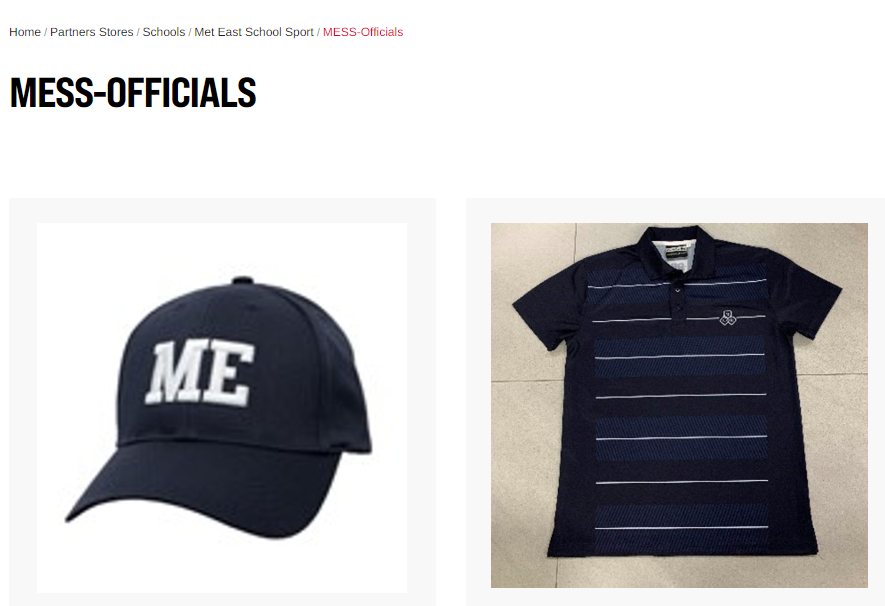 Home / Partners Stores / Schools / Met East School Sport / MESS-Officials
MESS-OFFICIALS
ME